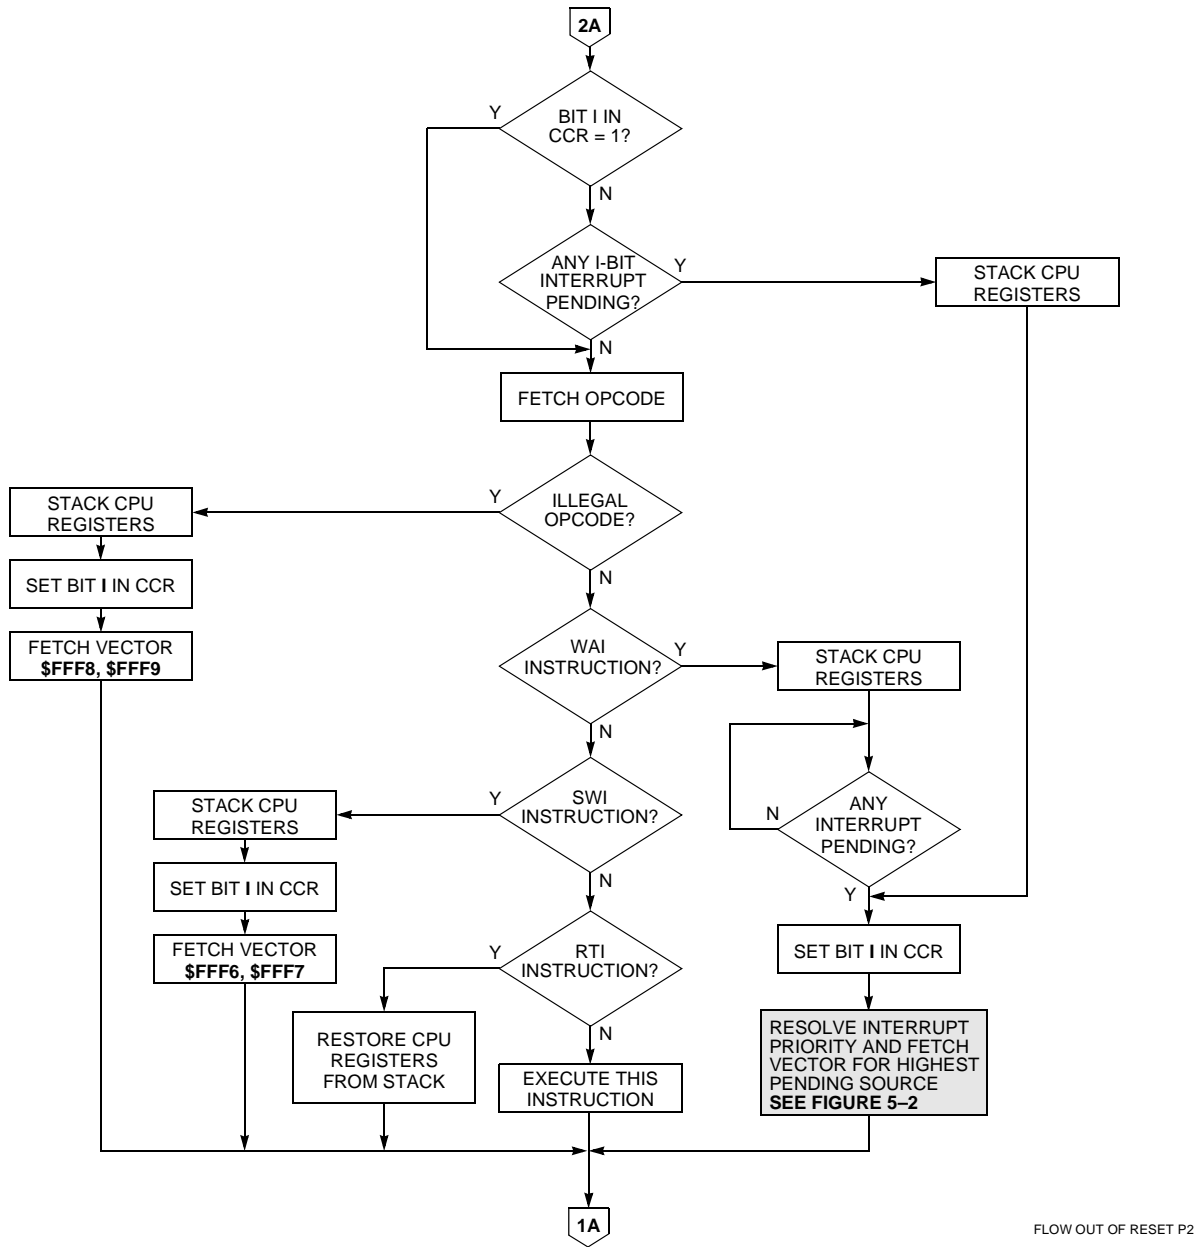 2A
BIT I IN
CCR = 1?
Y
N
ANY I-BIT
INTERRUPT
PENDING?
Y
N
STACK CPU
REGISTERS
FETCH OPCODE
ILLEGAL
OPCODE?
Y
N
STACK CPU
REGISTERS
SET BIT I IN CCR
FETCH VECTOR
$FFF8, $FFF9
WAI
INSTRUCTION?
Y
N
STACK CPU
REGISTERS
ANY
INTERRUPT
PENDING?
N
Y
SWI
INSTRUCTION?
Y
N
STACK CPU
REGISTERS
SET BIT I IN CCR
FETCH VECTOR
$FFF6, $FFF7
RTI
INSTRUCTION?
Y
N
SET BIT I IN CCR
RESTORE CPU
REGISTERS
FROM STACK
EXECUTE THIS
INSTRUCTION
RESOLVE INTERRUPT
PRIORITY AND FETCH
VECTOR FOR HIGHEST
PENDING SOURCE
SEE FIGURE 5–2
1A
FLOW OUT OF RESET P2